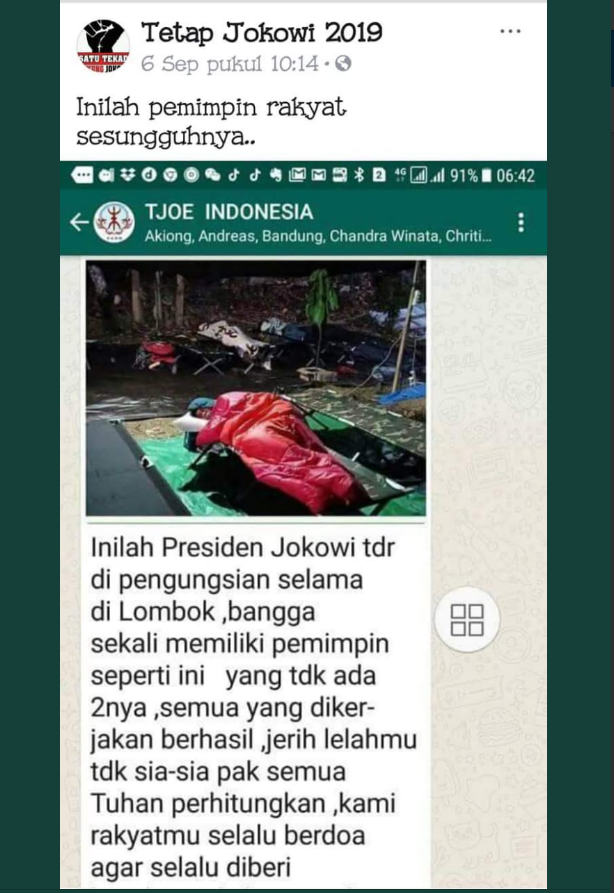 Tetap Jokowi 2019
6 Sep pukul 10:14
SATU TEKAD
Inilah pemimpin rakyat
sesungguhnya..
4G 91% 06:42
TJOE INDONESIA
Akiong, Andreas, Bandung, Chandra Winata, Chriti...
Inilah Presiden Jokowi tdr
di pengungsian selama
di Lombok ,bangga
sekali memiliki pemimpin
seperti ini yang tdk ada
2nya ,semua yang diker-
jakan berhasil ,jerih lelahmu
tdk sia-sia pak semua
Tuhan perhitungkan ,kami
rakyatmu selalu berdoa
agar selalu diberi